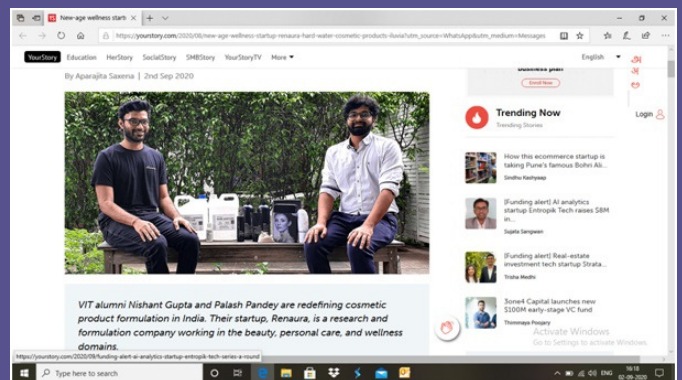 New-age wellness starti
https://yourstory.com/2020/09/new-age-wellness-startup-renaura-hard-water-cosmetic-products-iluvia?utm_source=WhatsApp&utm_medium=Messages
YourStory Education HerStory SocialStory SMBStory YourStoryTV More English
By Aparajita Saxena | 2nd Sep 2020
business plan
Enroll Now
Login
Trending Now
Trending Stories
How this ecommerce startup is
taking Pune's famous Bohri Ali...
Sindhu Kashyaap
[Funding alert] AI analytics
startup Entropik Tech raises $8M
in...
Sujata Sangwan
[Funding alert] Real-estate
investment tech startup Strata...
Trisha Medhi
3one4 Capital launches new
$100M early-stage VC fund
Thimmaya Poojary
VIT alumni Nishant Gupta and Palash Pandey are redefining cosmetic
product formulation in India. Their startup, Renaura, is a research and
formulation company working in the beauty, personal care, and wellness
domains.
Activate Windows
Go to Settings to activate Windows.
https://yourstory.com/2020/09/funding-alert-ai-analytics-startup-entropik-tech-series-a-round
Type here to search
ENG
16:18
02-09-2020